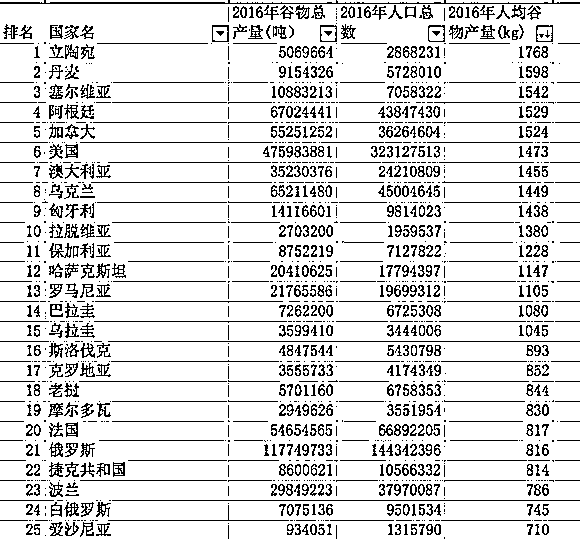 排名 国家名 2016年谷物总产量(吨) 2016年人口总数 2016年人均谷物产量(kg)
1 立陶宛 5069664 2868231 1768
2 丹麦 9154326 5728010 1598
3 塞尔维亚 10883213 7058322 1542
4 阿根廷 67024441 43847430 1529
5 加拿大 55251252 36264604 1524
6 美国 475983881 323127513 1473
7 澳大利亚 35230376 24210809 1455
8 乌克兰 65211480 45004645 1449
9 匈牙利 14116601 9814023 1438
10 拉脱维亚 2703200 1959537 1380
11 保加利亚 8752219 7127822 1228
12 哈萨克斯坦 20410625 17794397 1147
13 罗马尼亚 21765586 19699312 1105
14 巴拉圭 7262200 6725308 1080
15 乌拉圭 3599410 3444006 1045
16 斯洛伐克 4847544 5430798 893
17 克罗地亚 3555733 4174349 852
18 老挝 5701160 6758353 844
19 摩尔多瓦 2949626 3551954 830
20 法国 54654565 66892205 817
21 俄罗斯 117749733 144342396 816
22 捷克共和国 8600621 10566332 814
23 波兰 29849223 37970087 786
24 白俄罗斯 7075136 9501534 745
25 爱沙尼亚 934051 1315790 710